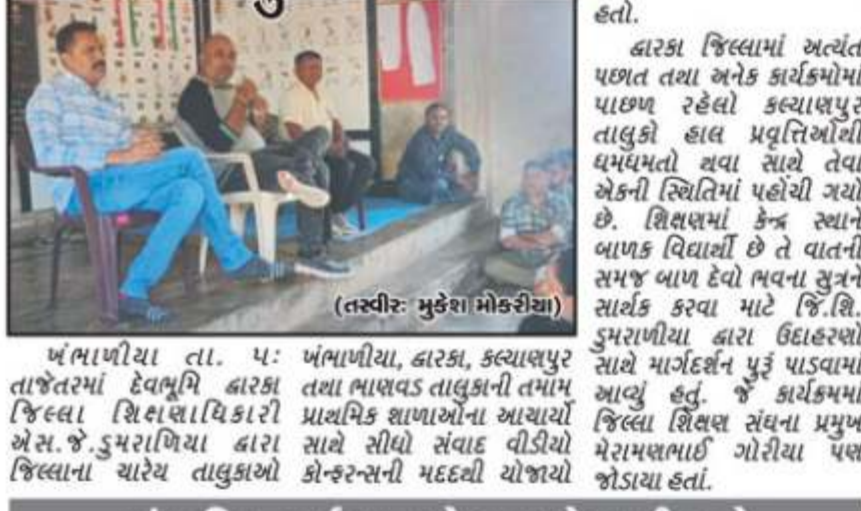 (તસ્વીરઃ મુકેશ મોકરીયા)
ખંભાળીયા તા. ૫ઃ
તાજેતરમાં દેવભૂમિ દ્વારકા
જિલ્લા શિક્ષણાધિકારી
એસ.જે.ડુમરાળિયા દ્વારા
જિલ્લાના ચારેય તાલુકાઓ
ખંભાળીયા, દ્વારકા, કલ્યાણપુર
તથા ભાણવડ તાલુકાની તમામ
પ્રાથમિક શાળાઓના આચાર્યો
સાથે સીધો સંવાદ વીડીયો
કોન્ફરન્સની મદદથી યોજાયો
હતો.
દ્વારકા જિલ્લામાં અત્યંત
પછાત તથા અનેક કાર્યક્રમોમાં
પાછળ રહેલો કલ્યાણપુર
તાલુકો હાલ પ્રવૃત્તિઓથી
ધમધમતો થવા સાથે તેવા
એકની સ્થિતિમાં પહોંચી ગયો
છે. શિક્ષણમાં કેન્દ્ર સ્થાને
બાળક વિદ્યાર્થી છે તે વાતની
સમજ બાળ દેવો ભવના સુત્રને
સાર્થક કરવા માટે જિ.શિ.
ડુમરાળીયા દ્વારા ઉદાહરણો
સાથે માર્ગદર્શન પુરૂં પાડવામાં
આવ્યું હતું. જે કાર્યક્રમમાં
જિલ્લા શિક્ષણ સંઘના પ્રમુખ
મેરામણભાઈ ગોરીયા પણ
જોડાયા હતાં.